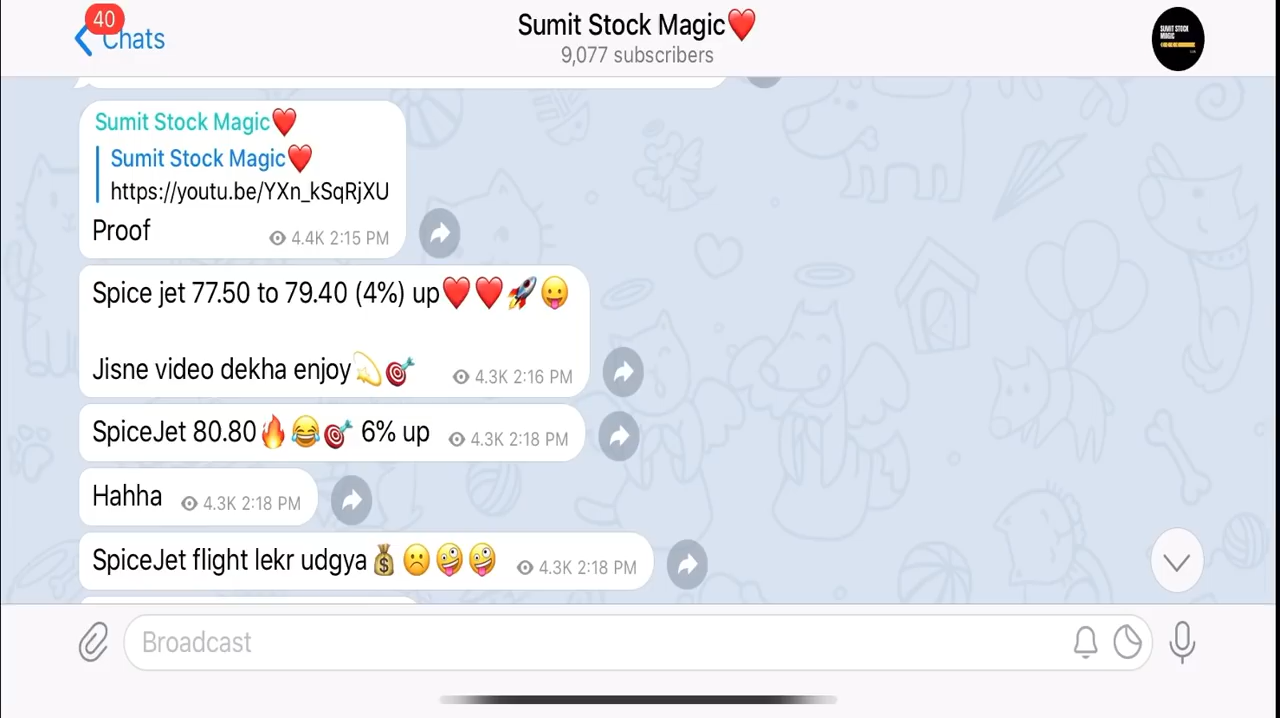 40
Chats
Sumit Stock Magic❤️
9,077 subscribers
SUMIT STOCK
MAGIC
Sumit Stock Magic❤️
Sumit Stock Magic❤️
https://youtu.be/YXn_kSqRjXU
Proof 4.4K 2:15 PM
Spice jet 77.50 to 79.40 (4%) up❤️❤️🚀😛
Jisne video dekha enjoy💫🎯 4.3K 2:16 PM
SpiceJet 80.80🔥😂🎯 6% up 4.3K 2:18 PM
Hahha 4.3K 2:18 PM
SpiceJet flight lekr udgya💰☹️🤪🤪 4.3K 2:18 PM
Broadcast